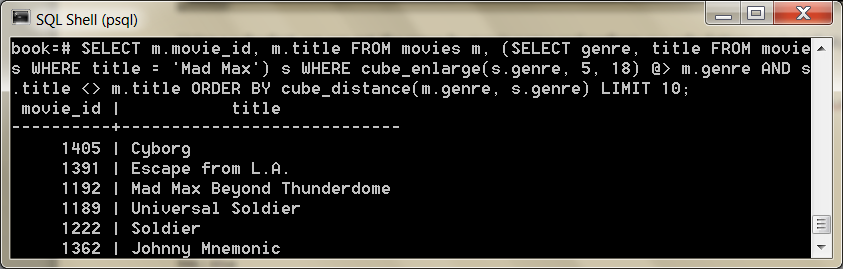 SQL Shell (psql)
book=# SELECT m.movie_id, m.title FROM movies m, (SELECT genre, title FROM movie
s WHERE title = 'Mad Max') s WHERE cube_enlarge(s.genre, 5, 18) @> m.genre AND s
.title <> m.title ORDER BY cube_distance(m.genre, s.genre) LIMIT 10;
 movie_id |           title
----------+----------------------------
     1405 | Cyborg
     1391 | Escape from L.A.
     1192 | Mad Max Beyond Thunderdome
     1189 | Universal Soldier
     1222 | Soldier
     1362 | Johnny Mnemonic